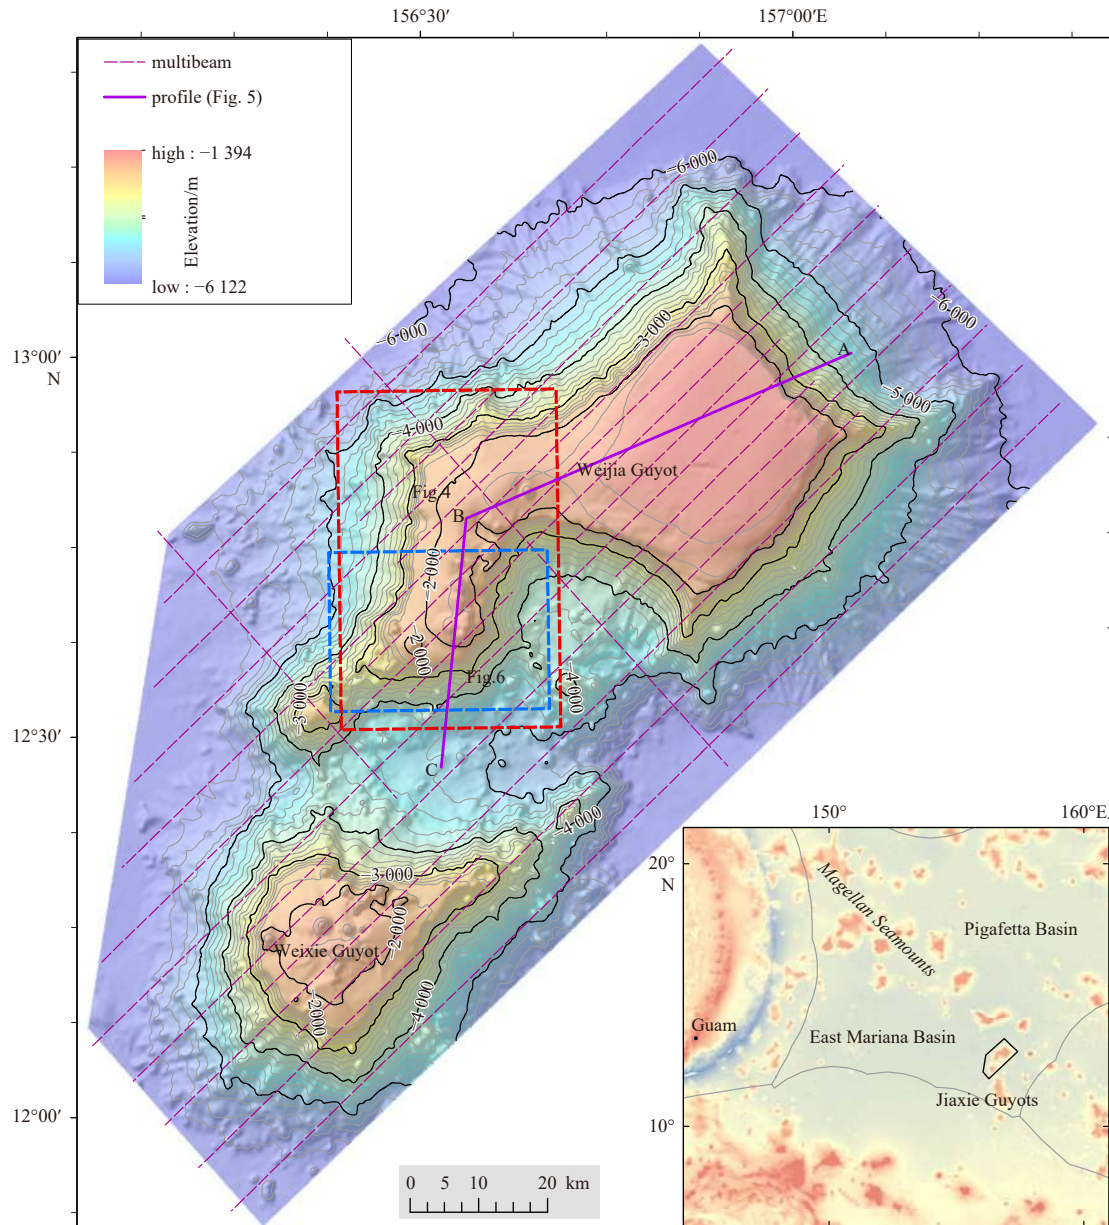 156°30′
157°00′E
multibeam
profile (Fig. 5)
high : −1 394
Elevation/m
low : −6 122
−6 000
−6 000
−6 000
13°00′
N
−3 000
A
−5 000
−4 000
Weijia Guyot
Fig.4
B
−2 000
−2 000
Fig.6
−4 000
−3 000
12°30′
C
−4 000
−3 000
−2 000
Weixie Guyot
−2000
−4 000
12°00′
0 5 10 20 km
150°
160°E
20°
N
Magellan Seamounts
Pigafetta Basin
Guam
East Mariana Basin
Jiaxie Guyots
10°